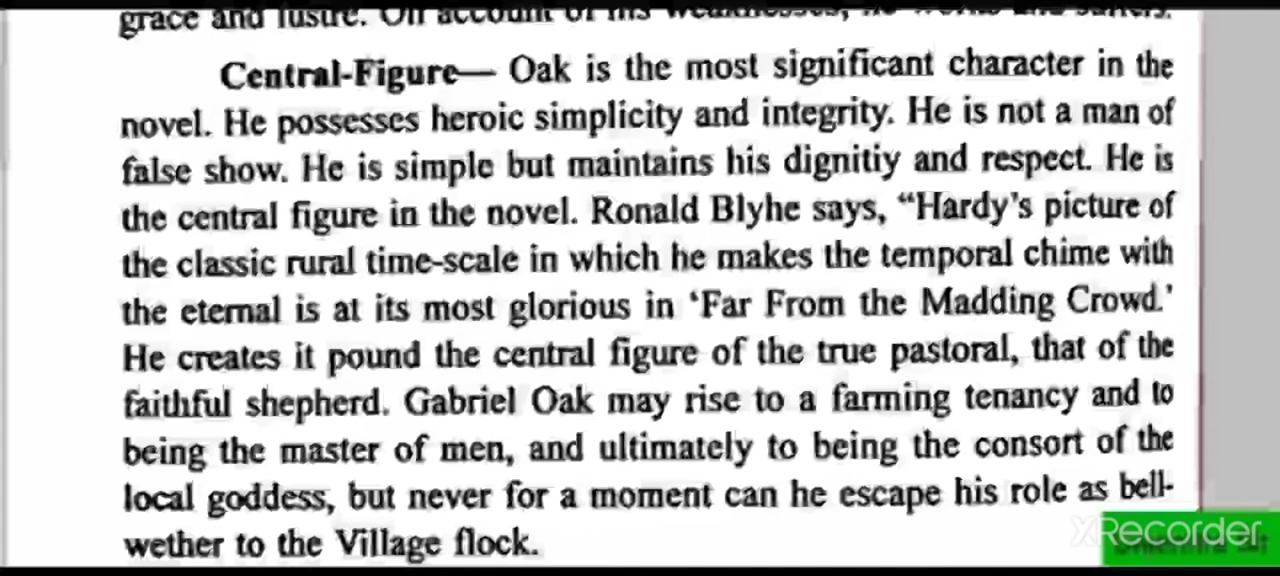 grace and lustre. On account of his weaknesses, he works and suffers.
Central-Figure— Oak is the most significant character in the
novel. He possesses heroic simplicity and integrity. He is not a man of
false show. He is simple but maintains his dignitiy and respect. He is
the central figure in the novel. Ronald Blyhe says, “Hardy’s picture of
the classic rural time-scale in which he makes the temporal chime with
the eternal is at its most glorious in ‘Far From the Madding Crowd.’
He creates it pound the central figure of the true pastoral, that of the
faithful shepherd. Gabriel Oak may rise to a farming tenancy and to
being the master of men, and ultimately to being the consort of the
local goddess, but never for a moment can he escape his role as bell-
wether to the Village flock.
XRecorder